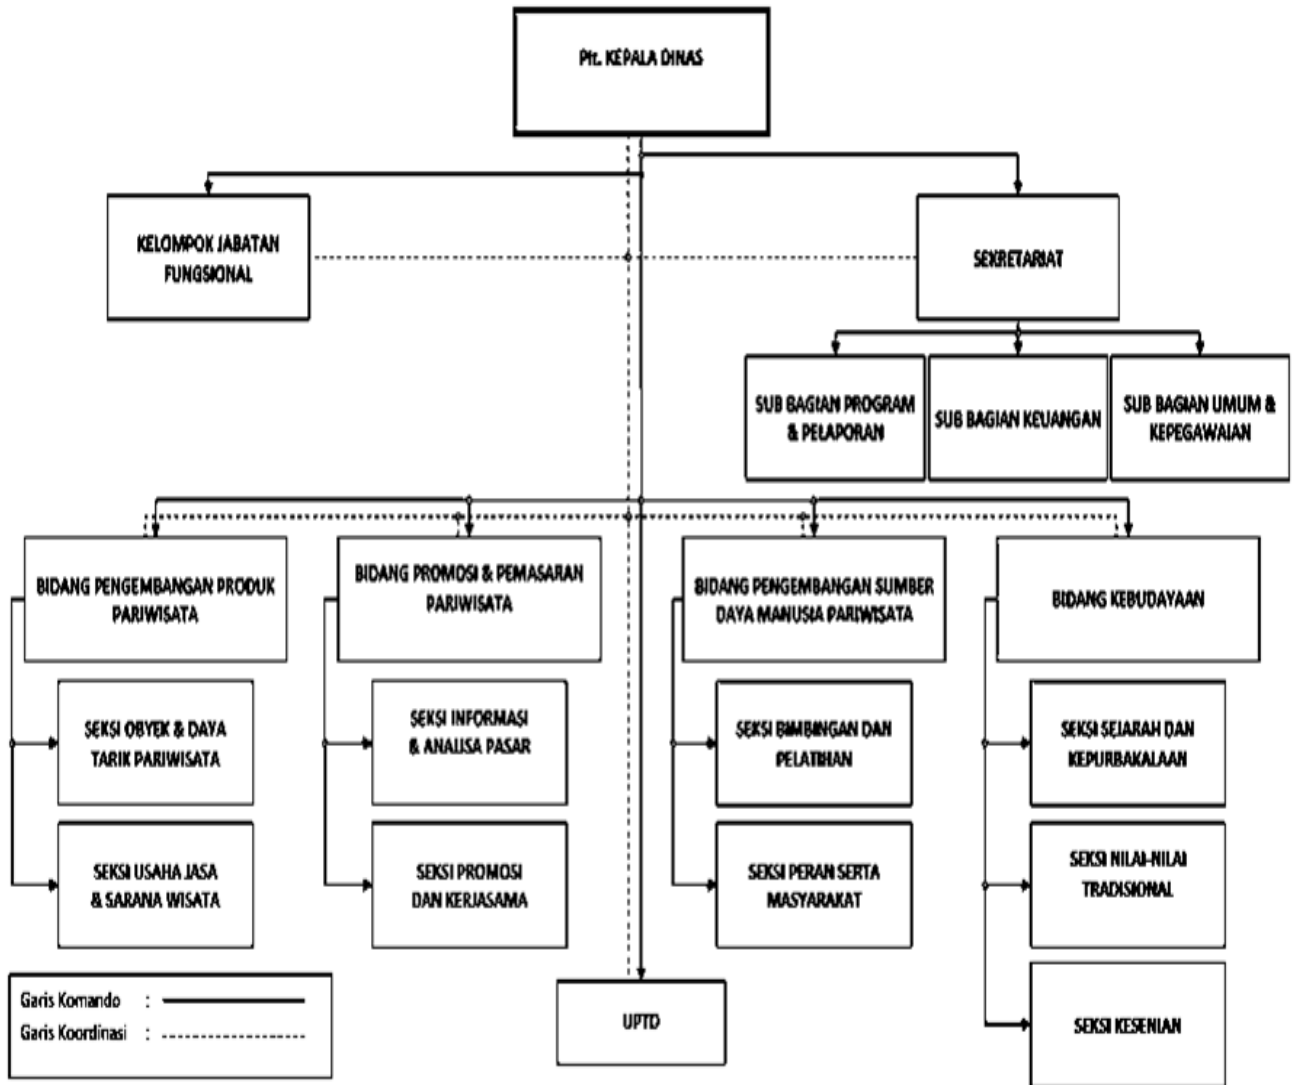 Plt. KEPALA DINAS
KELOMPOK JABATAN
FUNGSIONAL
SEKRETARIAT
SUB BAGIAN PROGRAM
& PELAPORAN
SUB BAGIAN KEUANGAN
SUB BAGIAN UMUM &
KEPEGAWAIAN
BIDANG PENGEMBANGAN PRODUK
PARIWISATA
BIDANG PROMOSI & PEMASARAN
PARIWISATA
BIDANG PENGEMBANGAN SUMBER
DAYA MANUSIA PARIWISATA
BIDANG KEBUDAYAAN
SEKSI OBYEK & DAYA
TARIK PARIWISATA
SEKSI INFORMASI
& ANALISA PASAR
SEKSI BIMBINGAN DAN
PELATIHAN
SEKSI SEJARAH DAN
KEPURBAKALAAN
SEKSI USAHA JASA
& SARANA WISATA
SEKSI PROMOSI
DAN KERJASAMA
SEKSI PERAN SERTA
MASYARAKAT
SEKSI NILAI-NILAI
TRADISIONAL
SEKSI KESENIAN
UPTD
Garis Komando :
Garis Koordinasi :